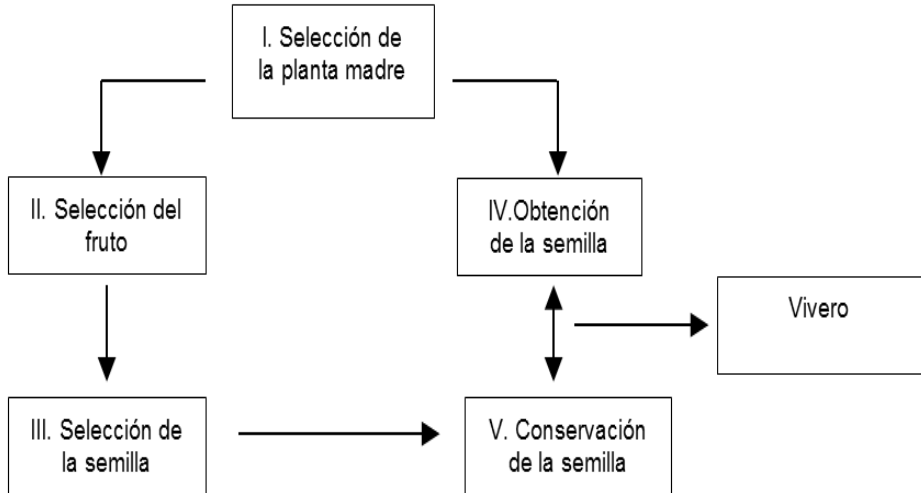 I. Selección de
la planta madre
II. Selección del
fruto
IV.Obtención
de la semilla
Vivero
III. Selección de
la semilla
V. Conservación
de la semilla